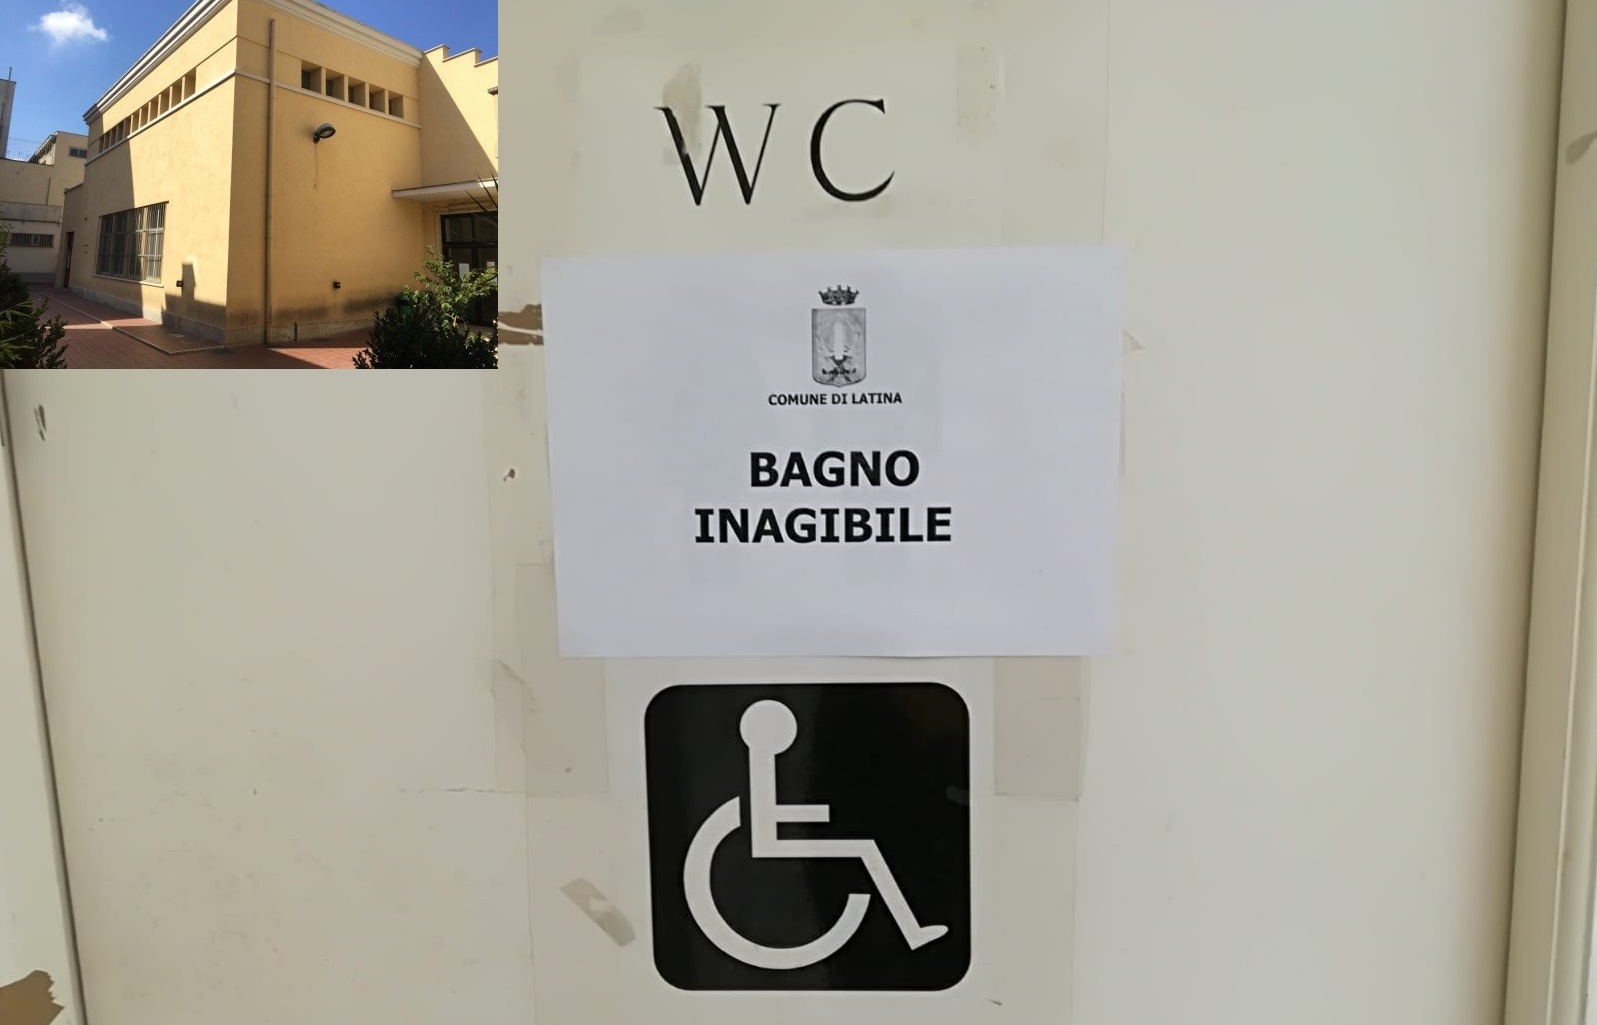 WC
COMUNE DI LATINA
BAGNO
INAGIBILE